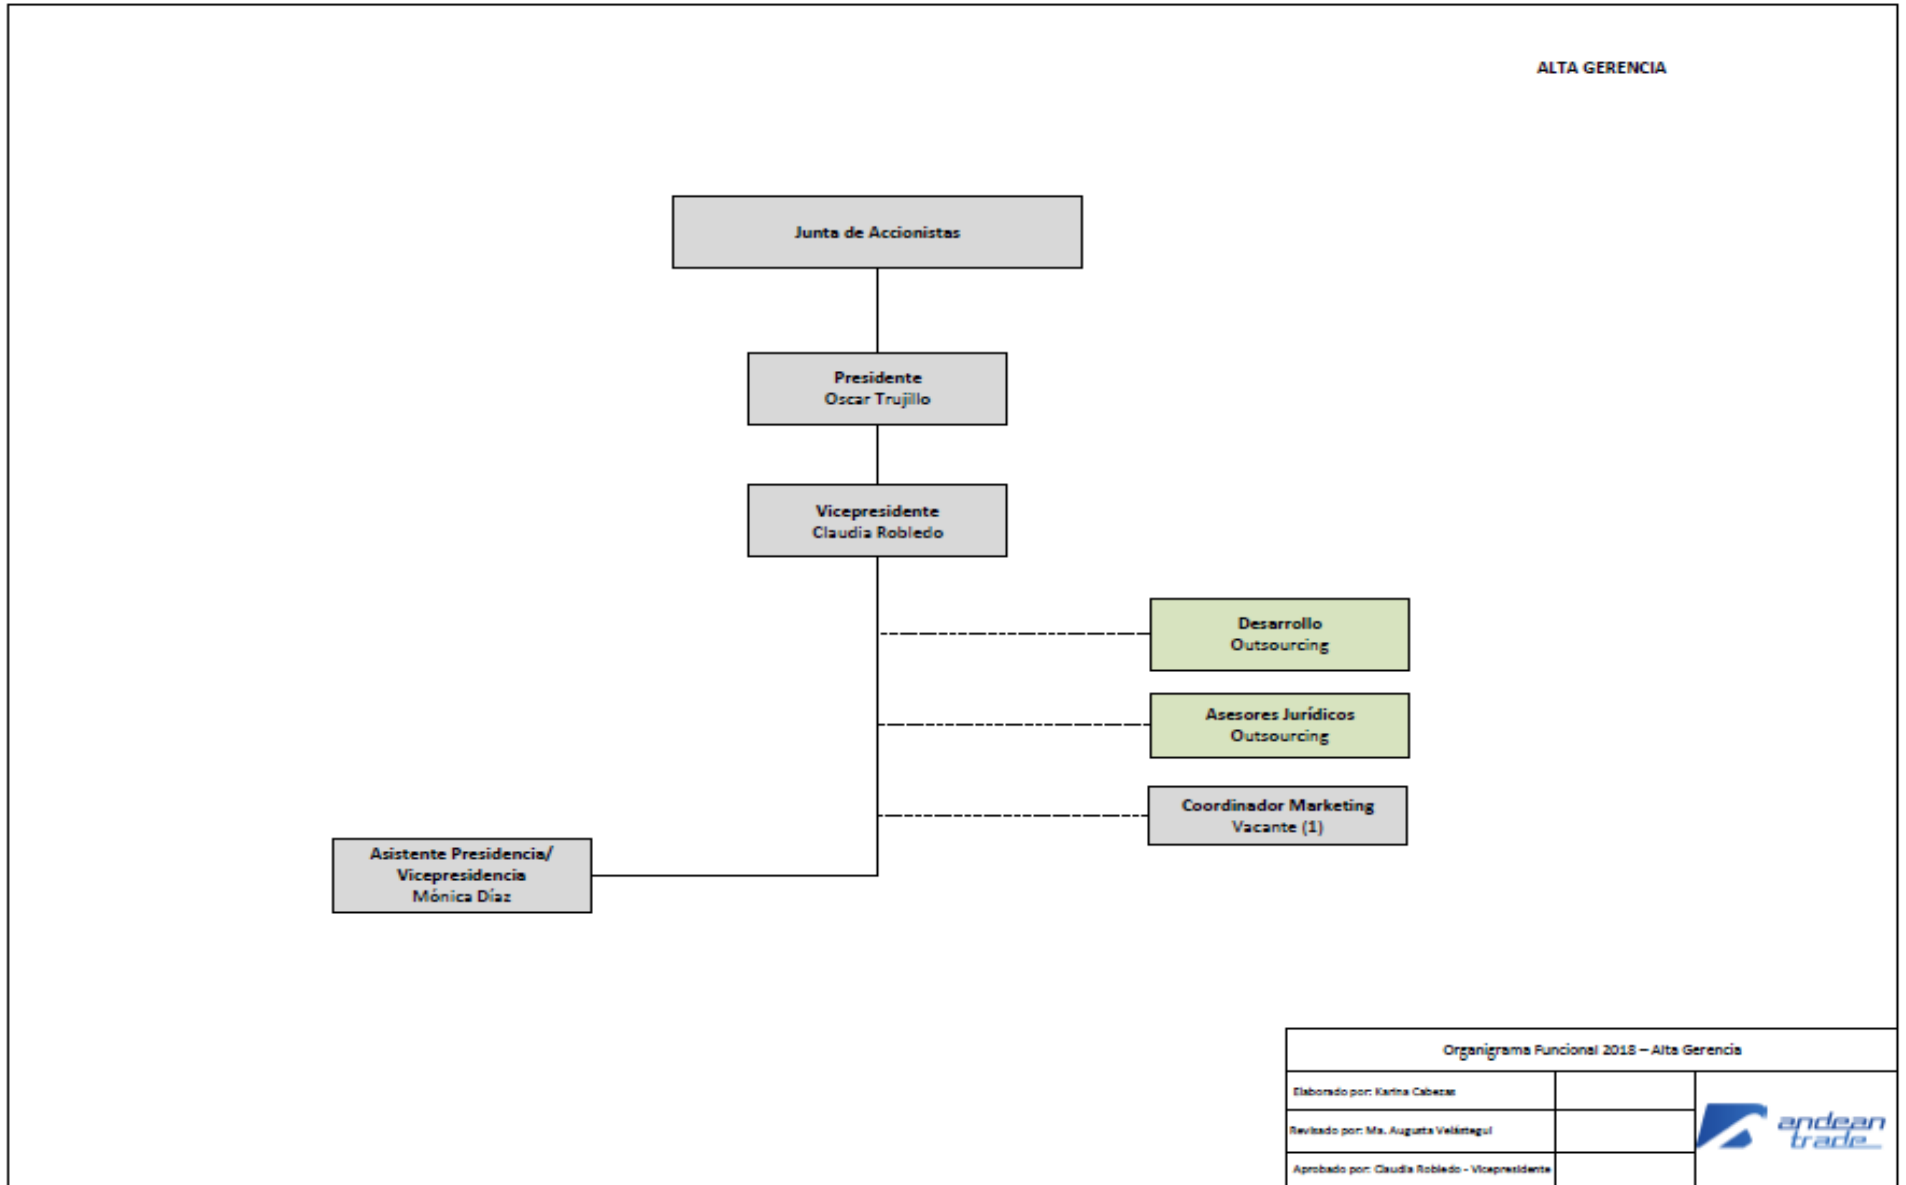 ALTA GERENCIA
Junta de Accionistas
Presidente
Oscar Trujillo
Vicepresidente
Claudia Robledo
Desarrollo
Outsourcing
Asesores Jurídicos
Outsourcing
Coordinador Marketing
Vacante (1)
Asistente Presidencia/
Vicepresidencia
Mónica Díaz
Organigrama Funcional 2018 – Alta Gerencia
Elaborado por: Karina Cabezas
Revisado por: Ma. Augusta Velástegui
Aprobado por: Claudia Robledo - Vicepresidente
andean
trade